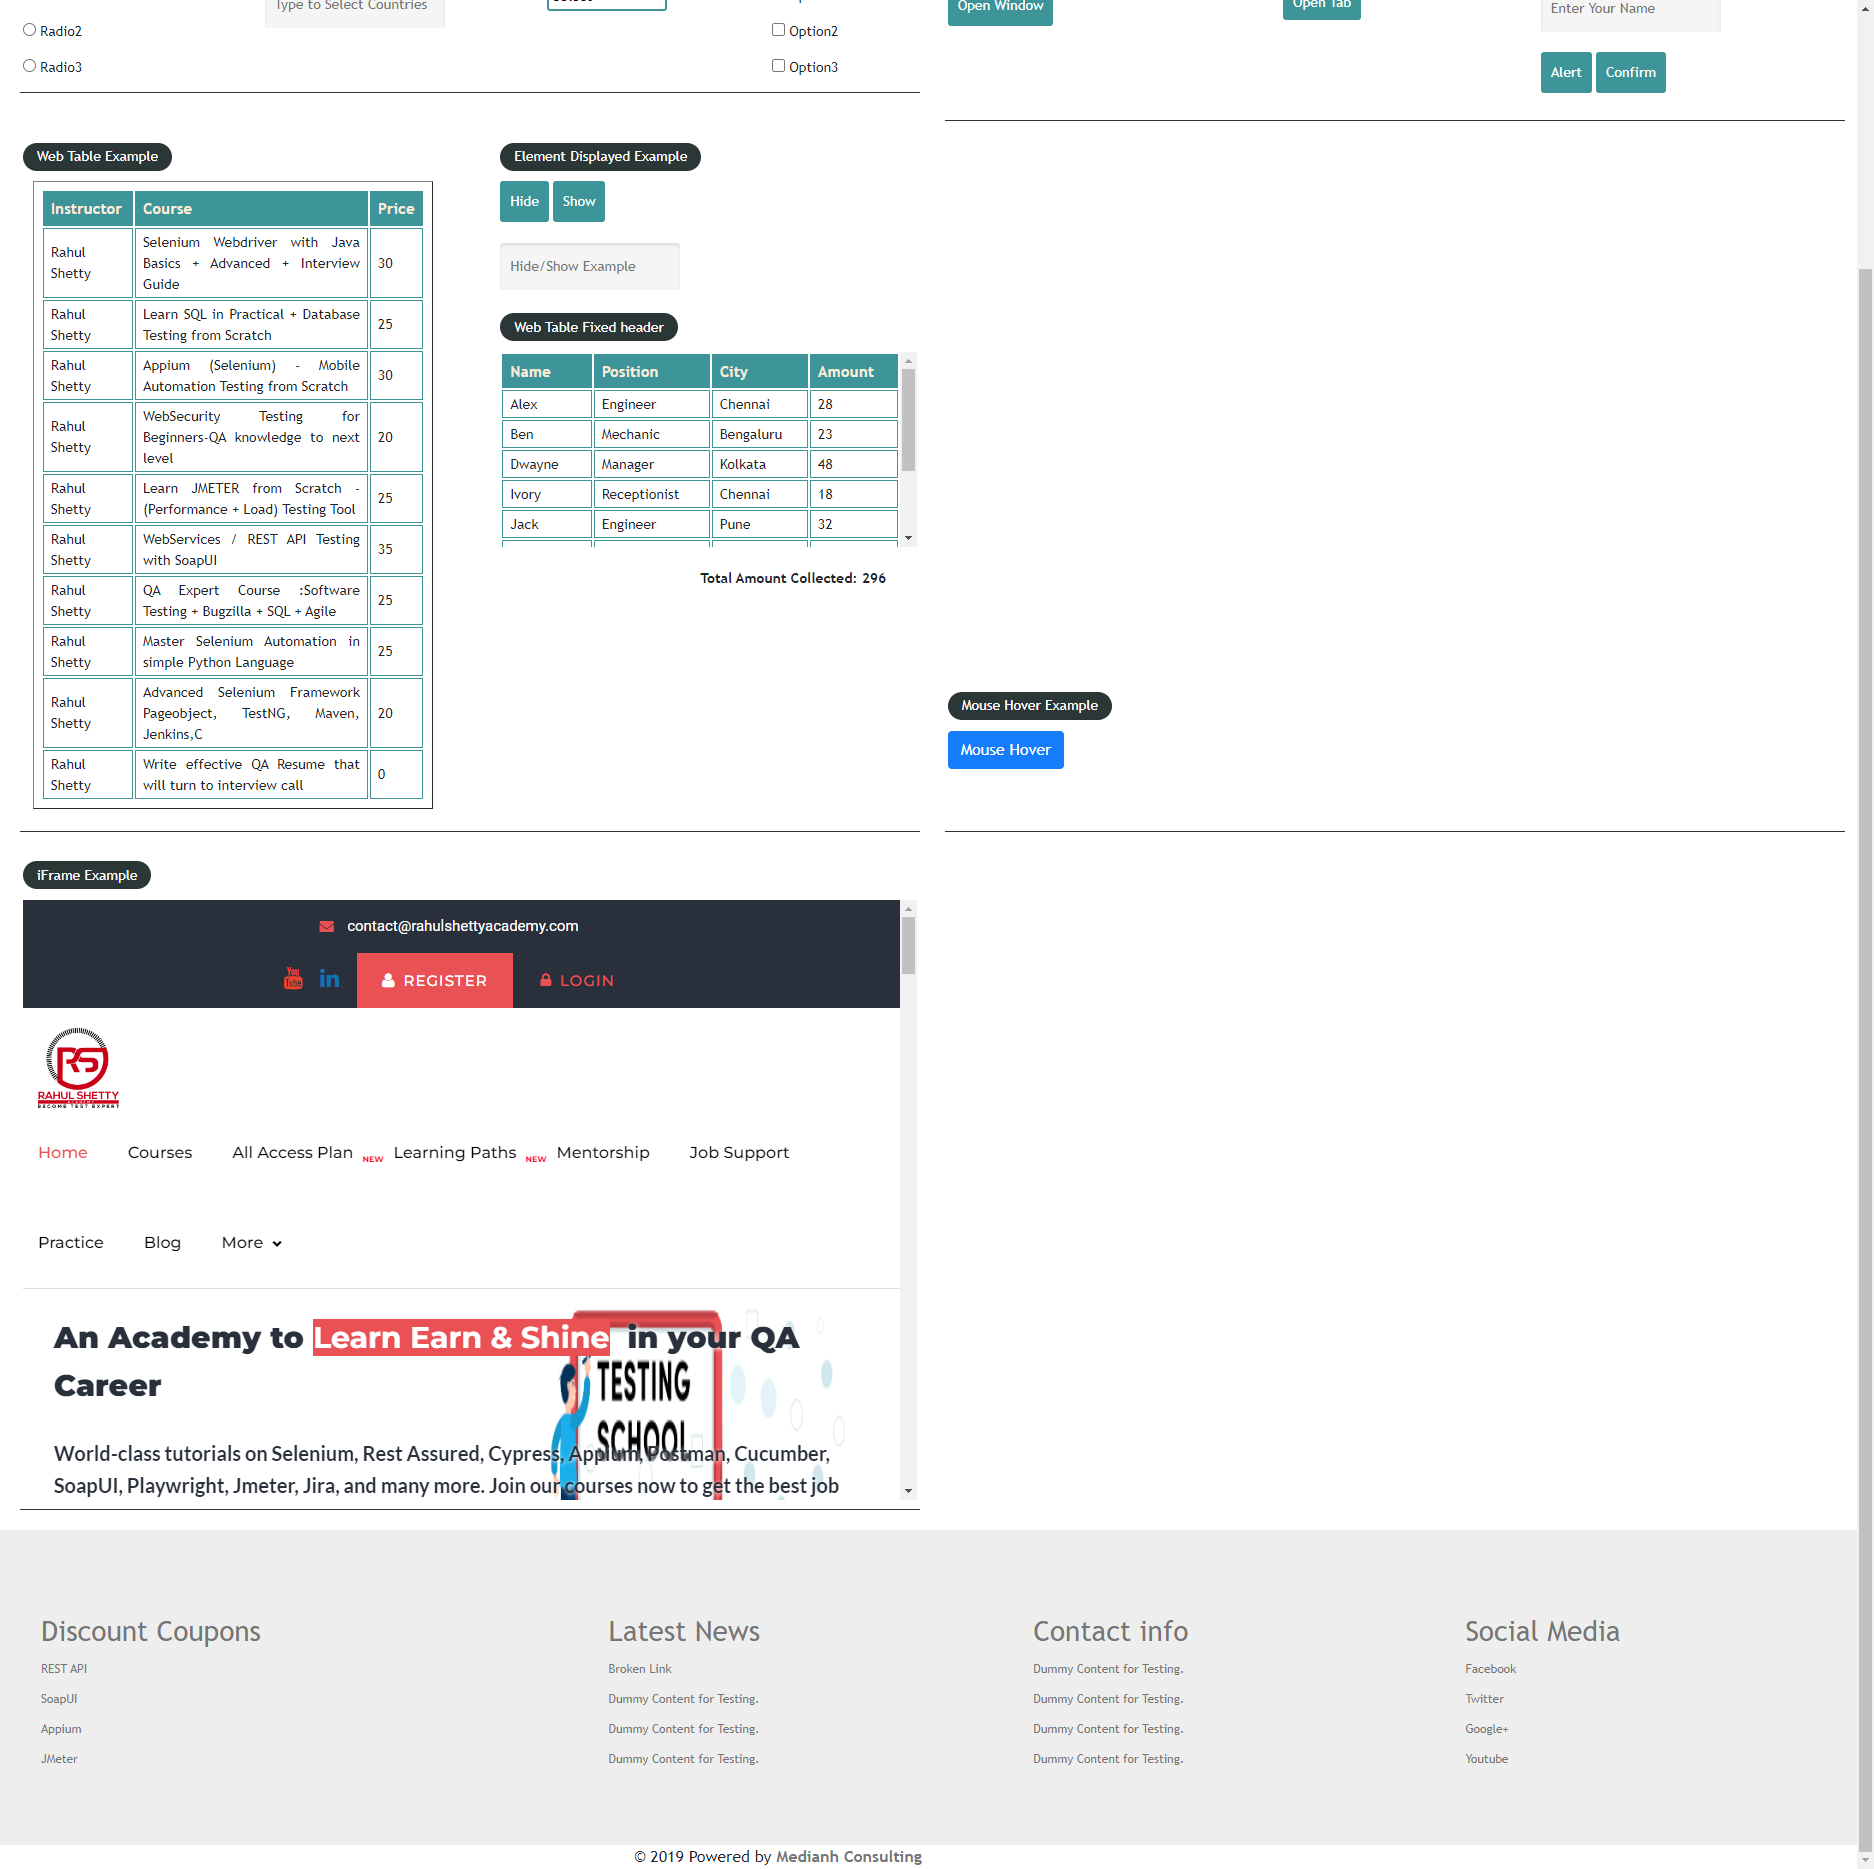 Type to Select Countries
Open Window
Open Tab
Enter Your Name
Radio2
Option2
Radio3
Option3
Alert
Confirm
Web Table Example
Instructor Course Price
Rahul Shetty
Selenium Webdriver with Java
Basics + Advanced + Interview
Guide
30
Rahul Shetty
Learn SQL in Practical + Database
Testing from Scratch
25
Rahul Shetty
Appium (Selenium) - Mobile
Automation Testing from Scratch
30
Rahul Shetty
WebSecurity Testing for
Beginners-QA knowledge to next
level
20
Rahul Shetty
Learn JMETER from Scratch -
(Performance + Load) Testing Tool
25
Rahul Shetty
WebServices / REST API Testing
with SoapUI
35
Rahul Shetty
QA Expert Course :Software
Testing + Bugzilla + SQL + Agile
25
Rahul Shetty
Master Selenium Automation in
simple Python Language
25
Rahul Shetty
Advanced Selenium Framework
Pageobject, TestNG, Maven,
Jenkins,C
20
Rahul Shetty
Write effective QA Resume that
will turn to interview call
0
Element Displayed Example
Hide Show
Hide/Show Example
Web Table Fixed header
Name Position City Amount
Alex Engineer Chennai 28
Ben Mechanic Bengaluru 23
Dwayne Manager Kolkata 48
Ivory Receptionist Chennai 18
Jack Engineer Pune 32
Total Amount Collected: 296
Mouse Hover Example
Mouse Hover
iFrame Example
contact@rahulshettyacademy.com
You Tube in REGISTER LOGIN
RS
RAHUL SHETTY
ACADEMY
BECOME TEST EXPERT
Home Courses All Access Plan NEW Learning Paths NEW Mentorship Job Support
Practice Blog More
An Academy to Learn Earn & Shine in your QA
Career
TESTING
SCHOOL
World-class tutorials on Selenium, Rest Assured, Cypress, Appium, Postman, Cucumber,
SoapUI, Playwright, Jmeter, Jira, and many more. Join our courses now to get the best job
Discount Coupons
REST API
SoapUI
Appium
JMeter
Latest News
Broken Link
Dummy Content for Testing.
Dummy Content for Testing.
Dummy Content for Testing.
Contact info
Dummy Content for Testing.
Dummy Content for Testing.
Dummy Content for Testing.
Dummy Content for Testing.
Social Media
Facebook
Twitter
Google+
Youtube
© 2019 Powered by Medianh Consulting